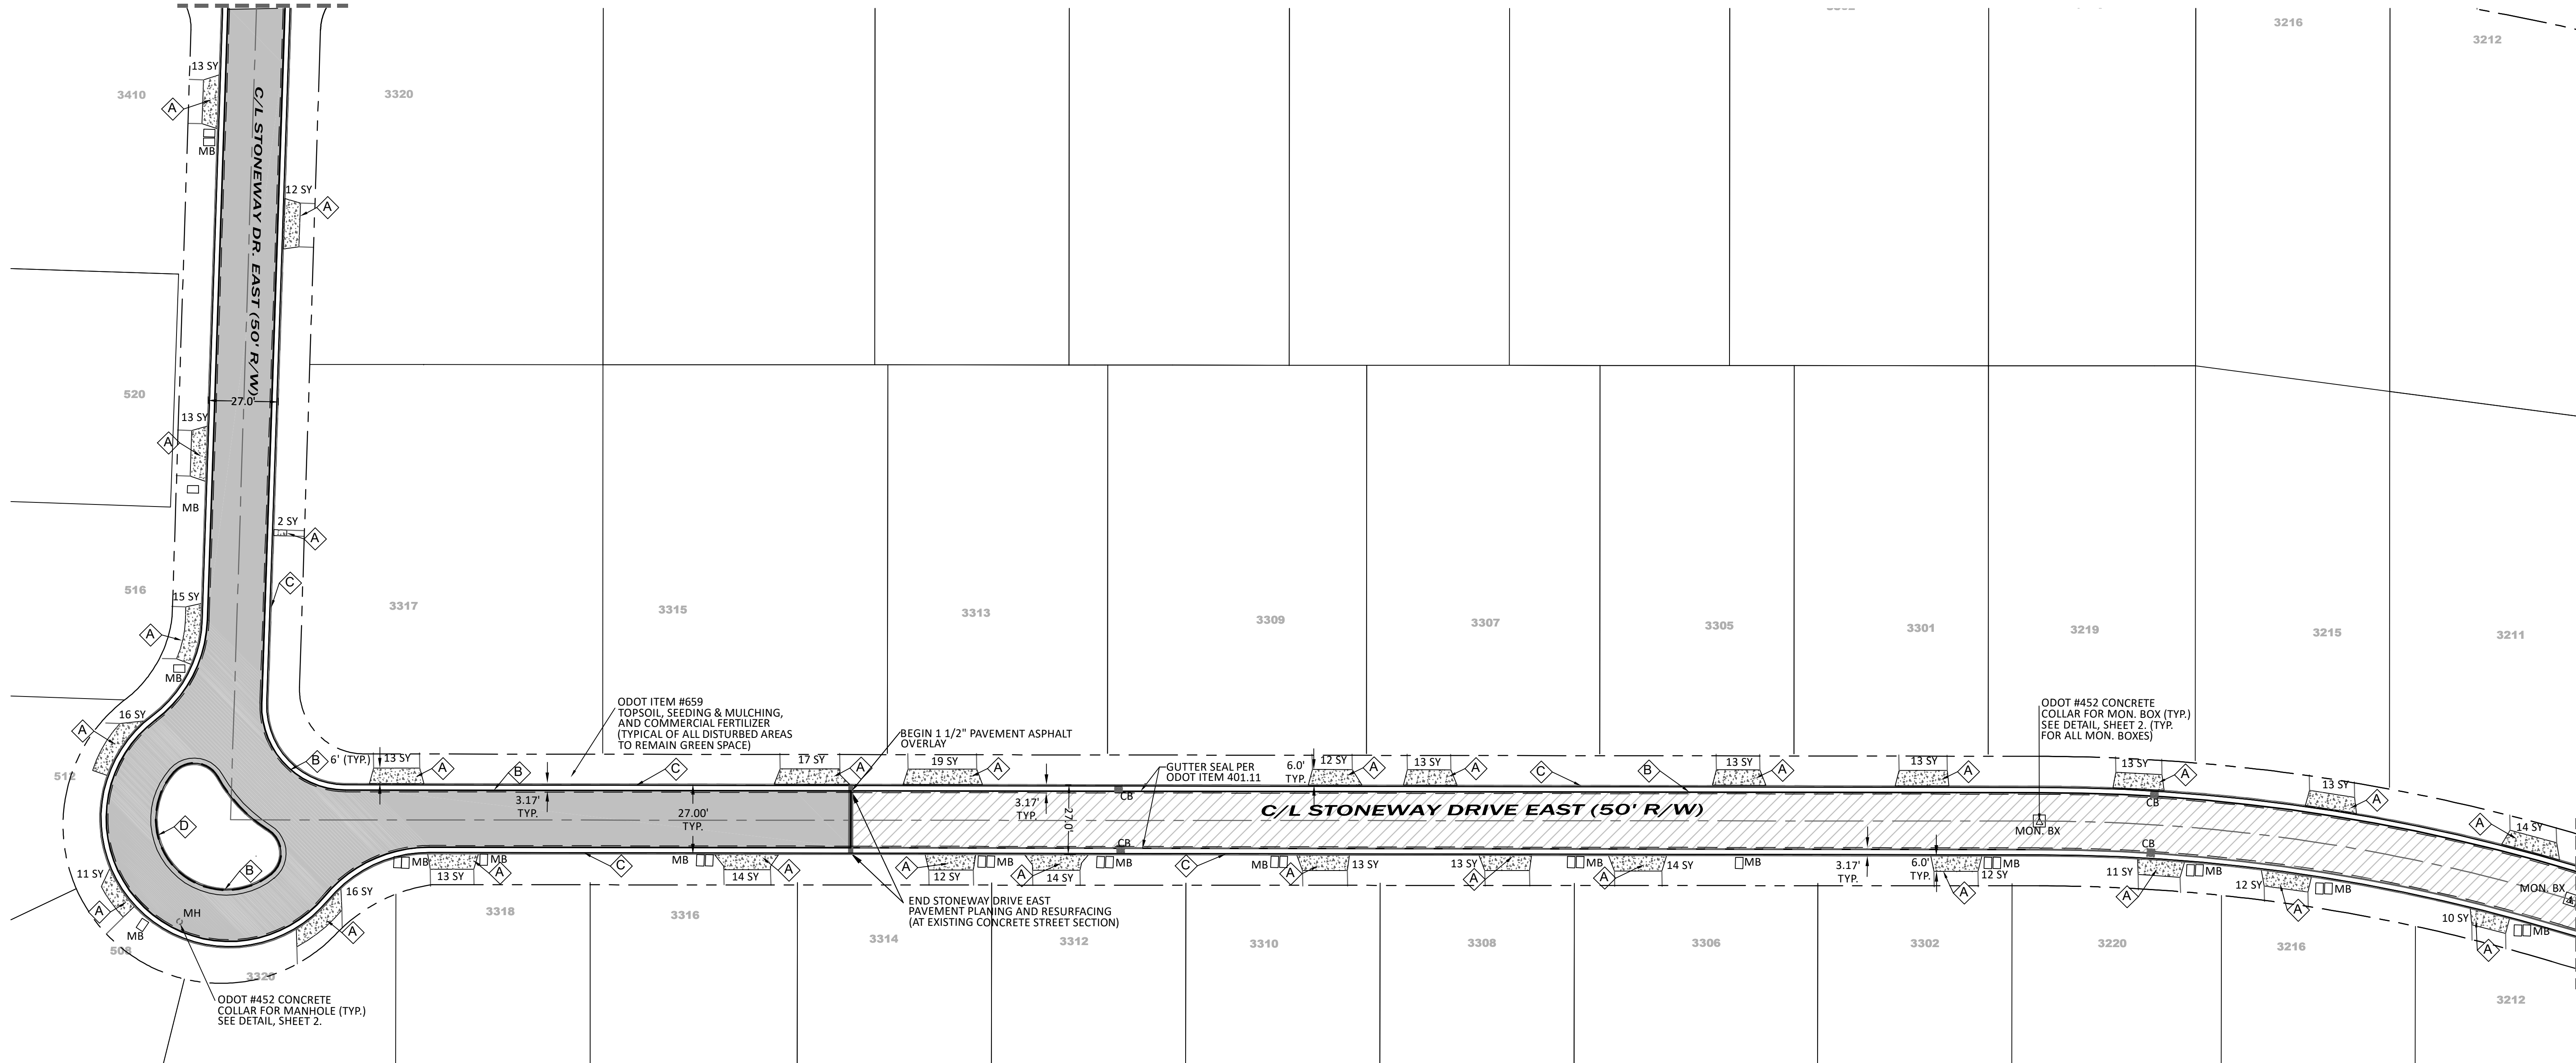 3216
3212
13 SY
3410
A
3320
MB
C/L STONEWAY DR. EAST (50' R/W)
12 SY
A
520
27.0'
13 SY
A
MB
2 SY
A
C
516
15 SY
A
MB
3317
3315
3313
3309
3307
3305
3301
3219
3215
3211
ODOT ITEM #659
TOPSOIL, SEEDING & MULCHING,
AND COMMERCIAL FERTILIZER
(TYPICAL OF ALL DISTURBED AREAS
TO REMAIN GREEN SPACE)
BEGIN 1 1/2" PAVEMENT ASPHALT
OVERLAY
ODOT #452 CONCRETE
COLLAR FOR MON. BOX (TYP.)
SEE DETAIL, SHEET 2. (TYP.
FOR ALL MON. BOXES)
16 SY
A
512
B
6' (TYP.)
13 SY
A
B
C
17 SY
A
19 SY
A
GUTTER SEAL PER
ODOT ITEM 401.11
6.0'
TYP.
12 SY
A
13 SY
A
C
B
13 SY
A
13 SY
A
13 SY
A
13 SY
A
14 SY
A
3.17'
TYP.
27.00'
TYP.
3.17'
TYP.
27.0'
CB
C/L STONEWAY DRIVE EAST (50' R/W)
CB
MON. BX
D
B
CB
CB
MB
13 SY
MB
A
C
MB
14 SY
A
A
12 SY
MB
A
14 SY
MB
C
MB
A
13 SY
13 SY
A
MB
A
14 SY
MB
3.17'
TYP.
6.0'
TYP.
12 SY
MB
A
11 SY
A
MB
12 SY
A
MB
MON. BX
10 SY
A
MB
11 SY
A
MB
508
MH
16 SY
A
3320
3318
3316
END STONEWAY DRIVE EAST
PAVEMENT PLANING AND RESURFACING
(AT EXISTING CONCRETE STREET SECTION)
3314
3312
3310
3308
3306
3302
3220
3216
3212
ODOT #452 CONCRETE
COLLAR FOR MANHOLE (TYP.)
SEE DETAIL, SHEET 2.